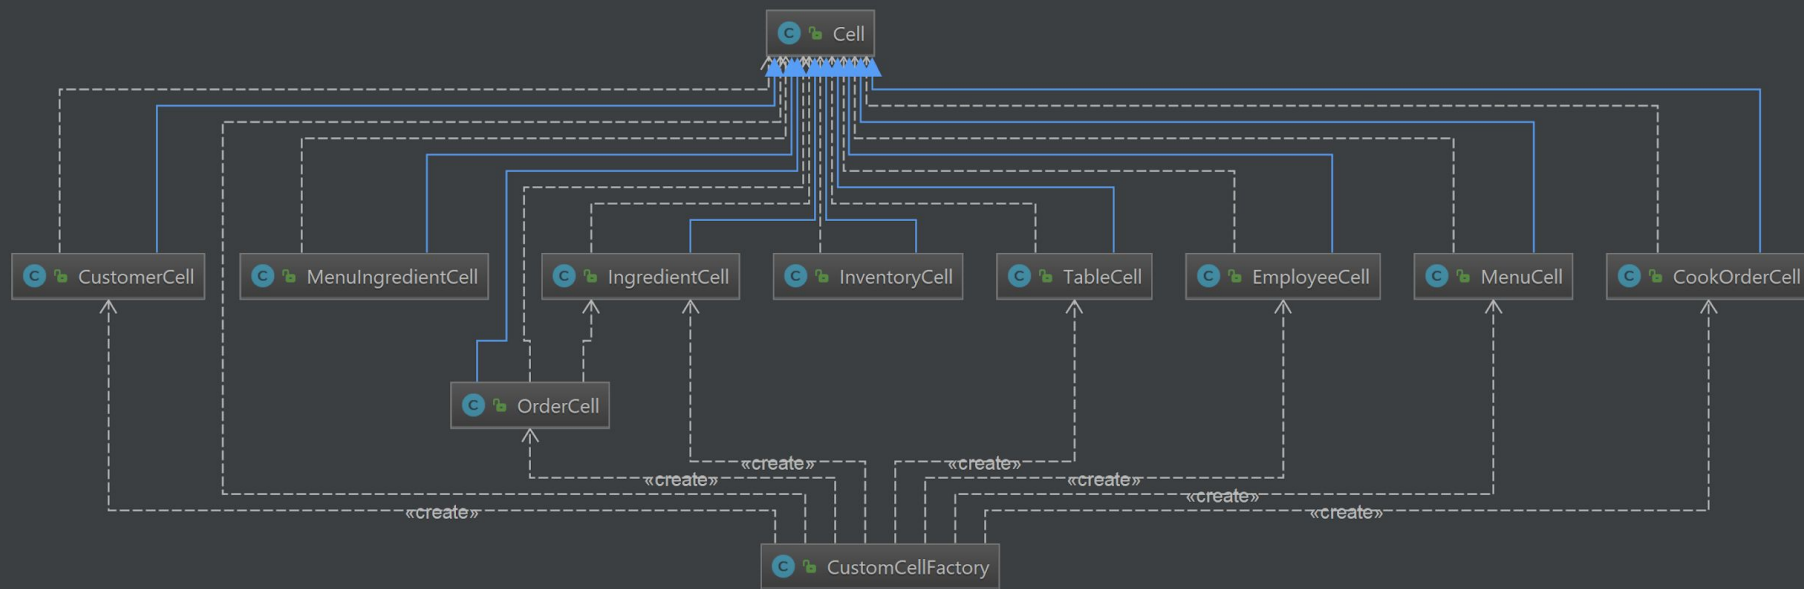 C Cell
C CustomerCell
C MenuIngredientCell
C IngredientCell
C InventoryCell
C TableCell
C EmployeeCell
C MenuCell
C CookOrderCell
C OrderCell
«create»
«create»
«create»
«create»
«create»
«create»
«create»
C CustomCellFactory